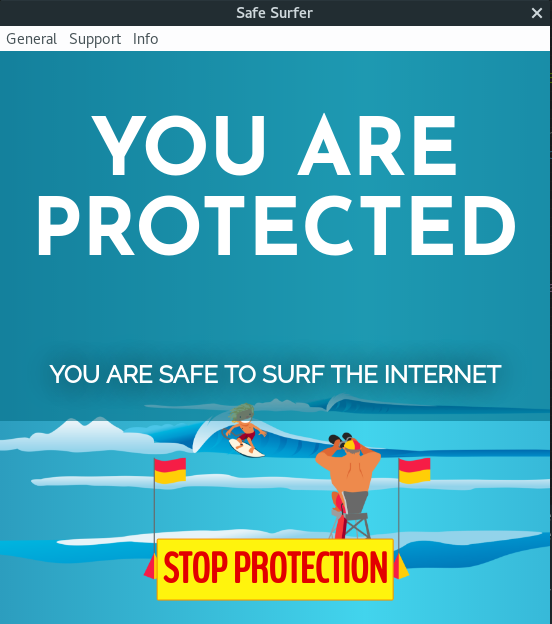 Safe Surfer
General Support Info
YOU ARE
PROTECTED
YOU ARE SAFE TO SURF THE INTERNET
STOP PROTECTION